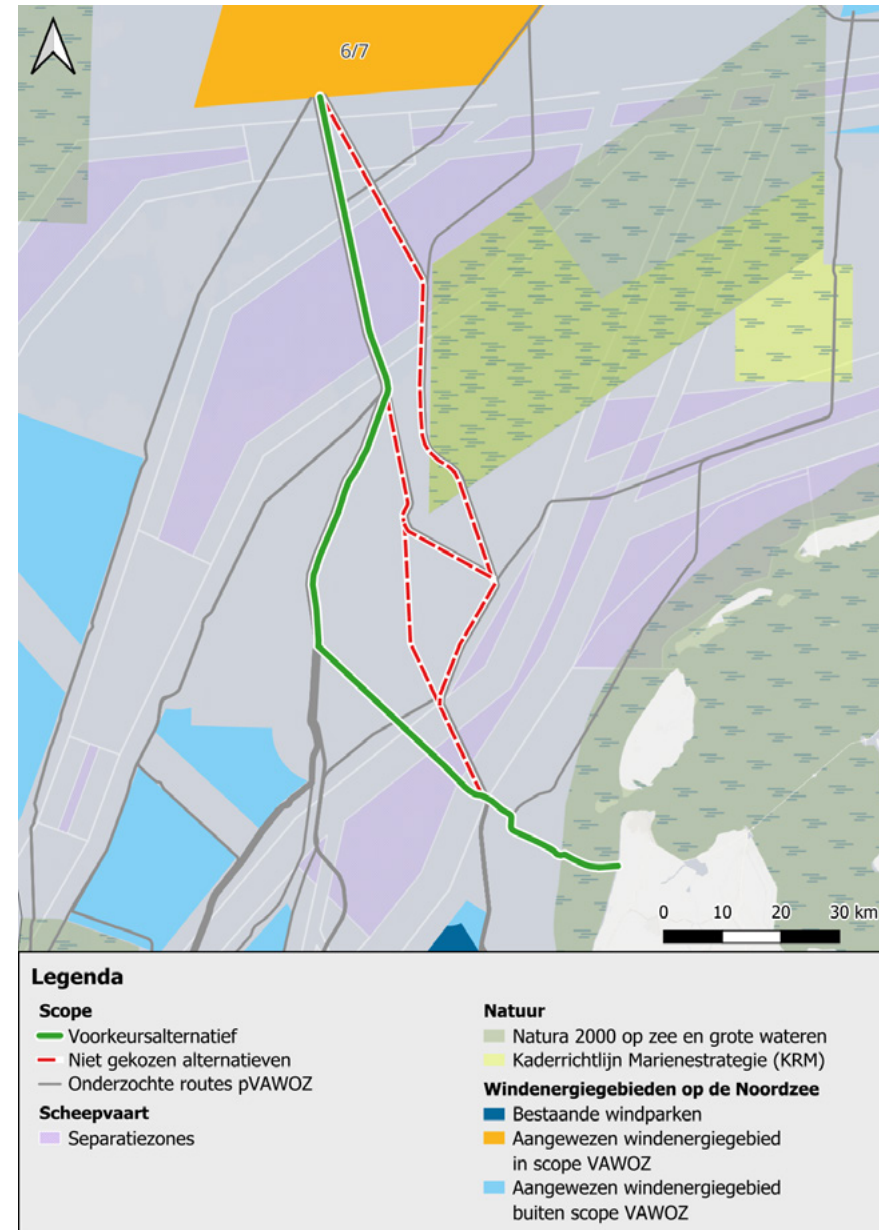 6/7
0 10 20 30 km
Legenda
Scope
Voorkeursalternatief
Niet gekozen alternatieven
Onderzochte routes pVAWOZ
Scheepvaart
Separatiezones
Natuur
Natura 2000 op zee en grote wateren
Kaderrichtlijn Marienestrategie (KRM)
Windenergiegebieden op de Noordzee
Bestaande windparken
Aangewezen windenergiegebied
in scope VAWOZ
Aangewezen windenergiegebied
buiten scope VAWOZ